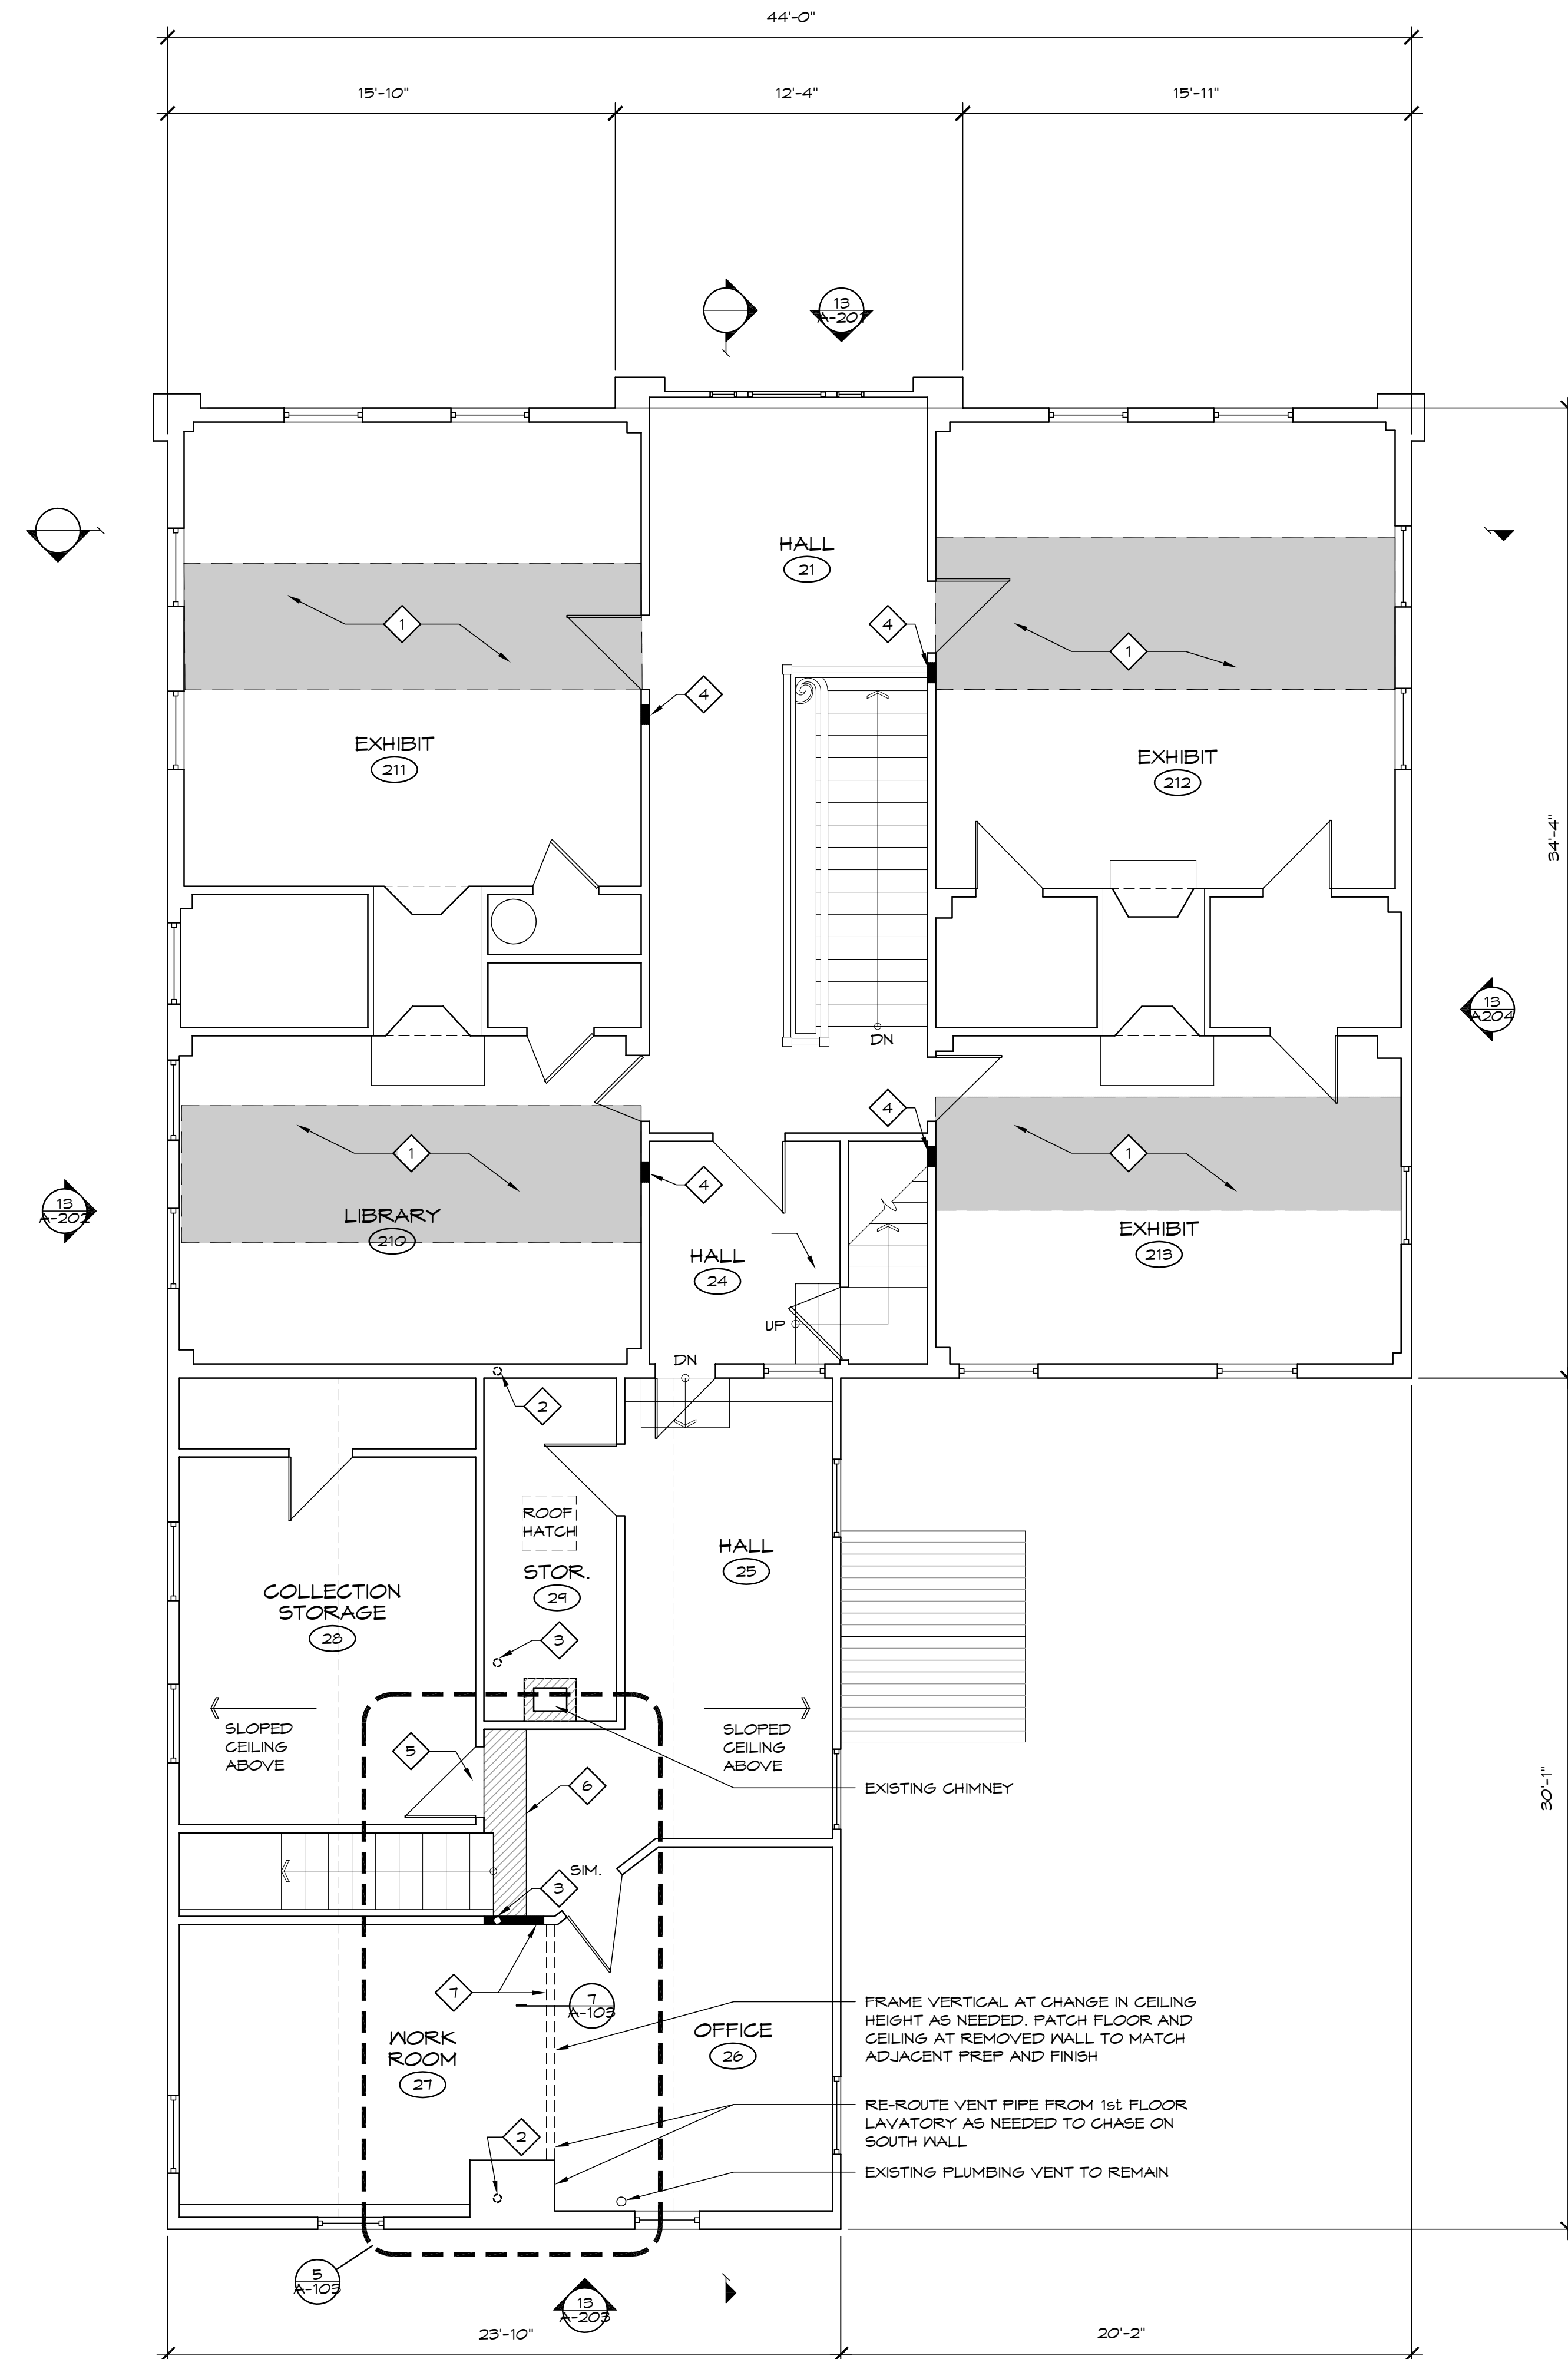 44'-0"
15'-10"
12'-4"
15'-11"
13
A-201
HALL
21
34'-4"
1
4
1
4
EXHIBIT
211
EXHIBIT
212
13
A204
DN
4
1
1
4
13
A-202
LIBRARY
210
EXHIBIT
213
HALL
24
UP
DN
2
ROOF
HATCH
HALL
25
STOR.
29
COLLECTION
STORAGE
28
3
SLOPED
CEILING
ABOVE
SLOPED
CEILING
ABOVE
5
6
EXISTING CHIMNEY
30'-1"
SIM.
3
7
7
A-103
FRAME VERTICAL AT CHANGE IN CEILING
HEIGHT AS NEEDED. PATCH FLOOR AND
CEILING AT REMOVED WALL TO MATCH
ADJACENT PREP AND FINISH
WORK
ROOM
27
OFFICE
26
RE-ROUTE VENT PIPE FROM 1st FLOOR
LAVATORY AS NEEDED TO CHASE ON
SOUTH WALL
2
EXISTING PLUMBING VENT TO REMAIN
5
A-103
13
A-203
23'-10"
20'-2"